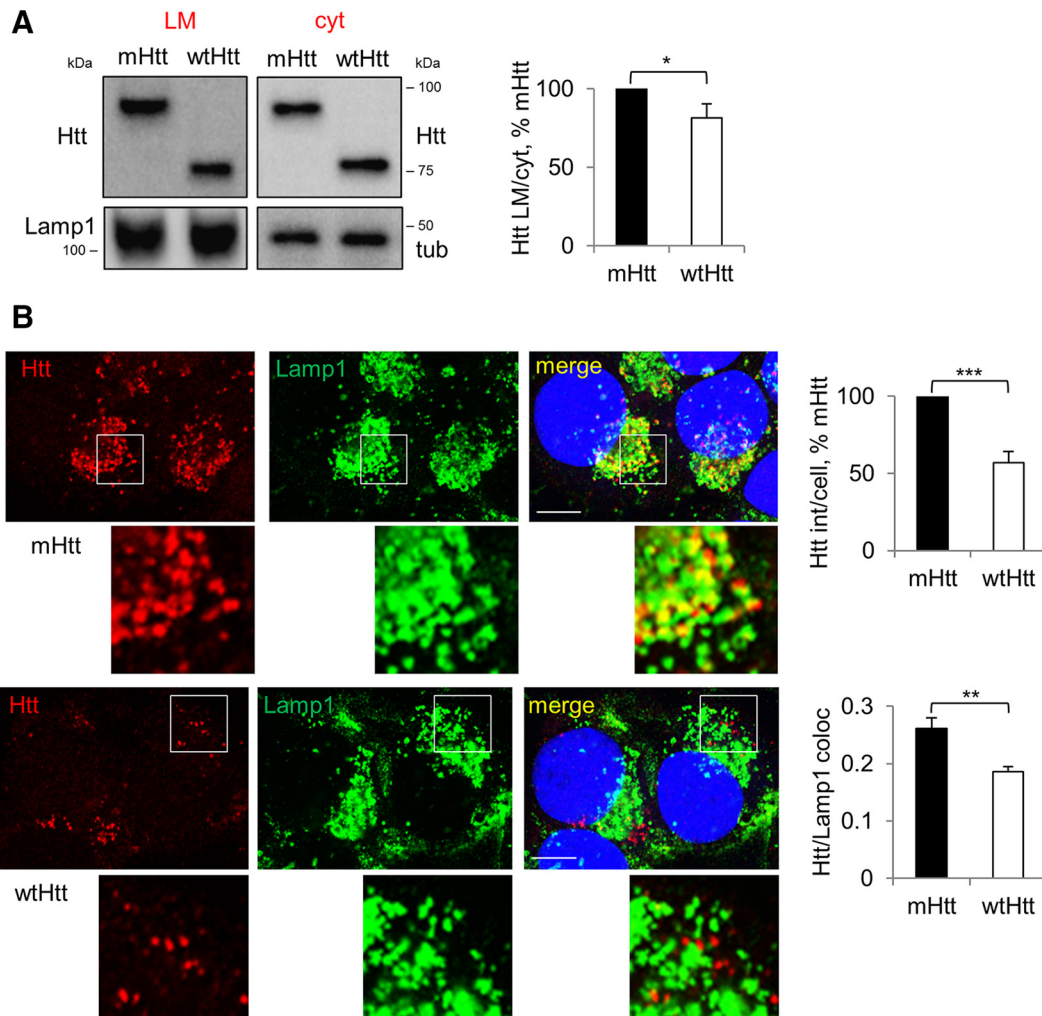 A
LM
cyt
kDa
mHtt
wtHtt
mHtt
wtHtt
kDa
– 100
Htt
Htt
– 75
Lamp1
100 –
– 50
tub
Htt LM/cyt, % mHtt
*
100
50
0
mHtt
wtHtt
B
Htt
Lamp1
merge
mHtt
Htt int/cell, % mHtt
***
100
50
0
mHtt
wtHtt
Htt
Lamp1
merge
wtHtt
Htt/Lamp1 coloc
**
0.3
0.2
0.1
0
mHtt
wtHtt